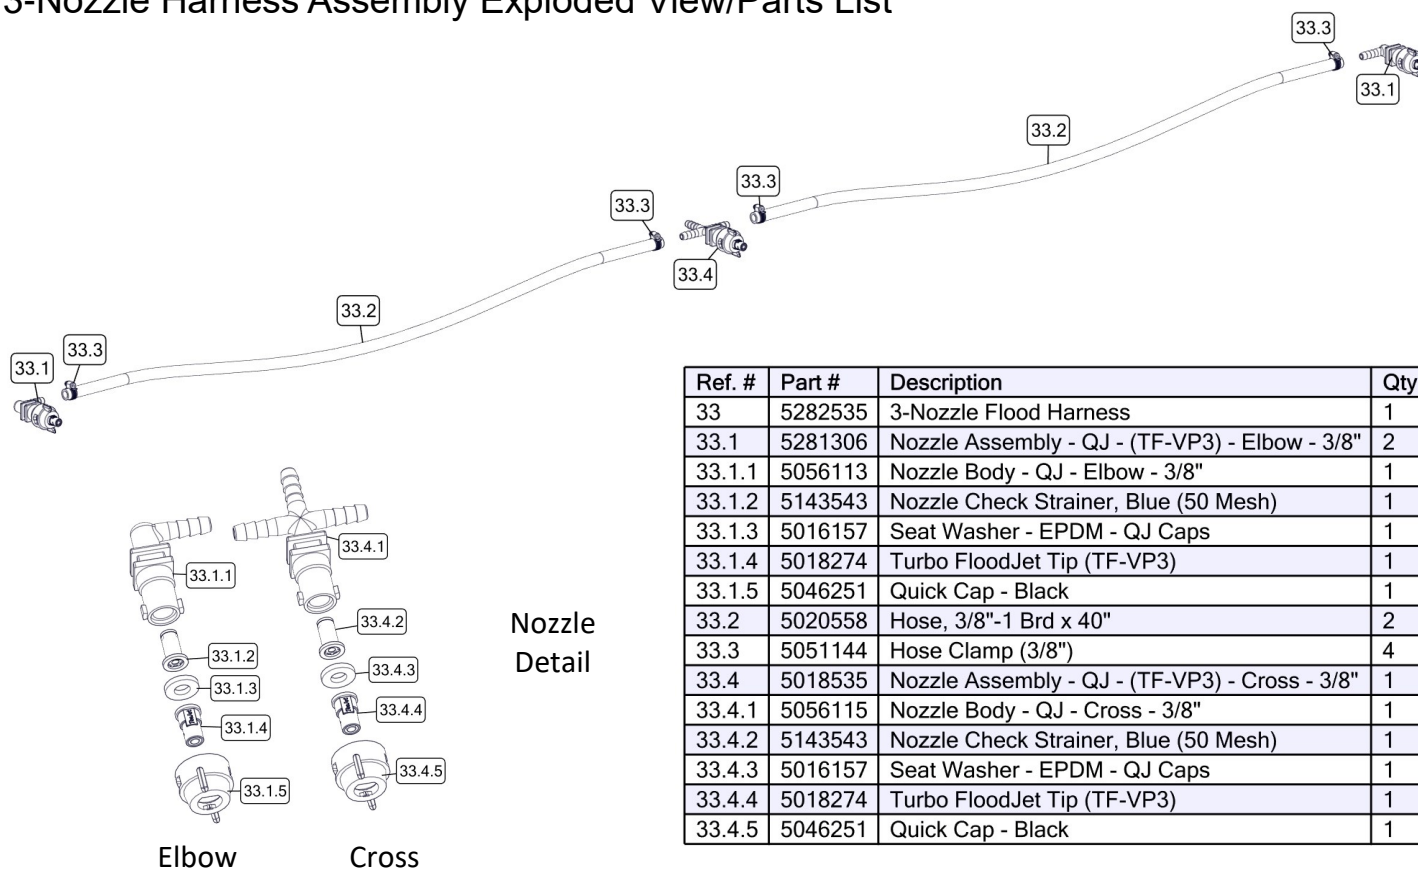 3-Nozzle Harness Assembly Exploded View/Parts List
33.3
33.1
33.2
33.3
33.3
33.4
33.2
33.3
33.1
Ref. # Part # Description Qty
33 5282535 3-Nozzle Flood Harness 1
33.1 5281306 Nozzle Assembly - QJ - (TF-VP3) - Elbow - 3/8" 2
33.1.1 5056113 Nozzle Body - QJ - Elbow - 3/8" 1
33.1.2 5143543 Nozzle Check Strainer, Blue (50 Mesh) 1
33.1.3 5016157 Seat Washer - EPDM - QJ Caps 1
33.1.4 5018274 Turbo FloodJet Tip (TF-VP3) 1
33.1.5 5046251 Quick Cap - Black 1
33.2 5020558 Hose, 3/8"-1 Brd x 40" 2
33.3 5051144 Hose Clamp (3/8") 4
33.4 5018535 Nozzle Assembly - QJ - (TF-VP3) - Cross - 3/8" 1
33.4.1 5056115 Nozzle Body - QJ - Cross - 3/8" 1
33.4.2 5143543 Nozzle Check Strainer, Blue (50 Mesh) 1
33.4.3 5016157 Seat Washer - EPDM - QJ Caps 1
33.4.4 5018274 Turbo FloodJet Tip (TF-VP3) 1
33.4.5 5046251 Quick Cap - Black 1
33.4.1
33.1.1
33.4.2
33.1.2
33.4.3
33.1.3
33.4.4
33.1.4
33.4.5
33.1.5
Nozzle
Detail
Elbow
Cross